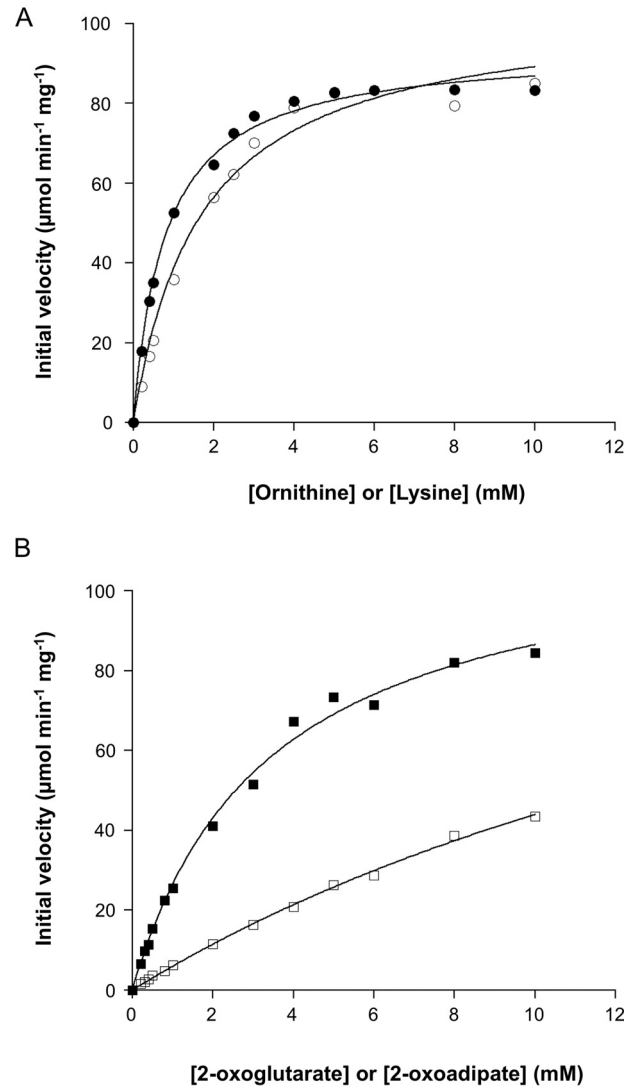 A
100
80
60
40
20
0
Initial velocity (µmol min-1 mg-1)
0 2 4 6 8 10 12
[Ornithine] or [Lysine] (mM)
B
100
80
60
40
20
0
Initial velocity (µmol min-1 mg-1)
0 2 4 6 8 10 12
[2-oxoglutarate] or [2-oxoadipate] (mM)